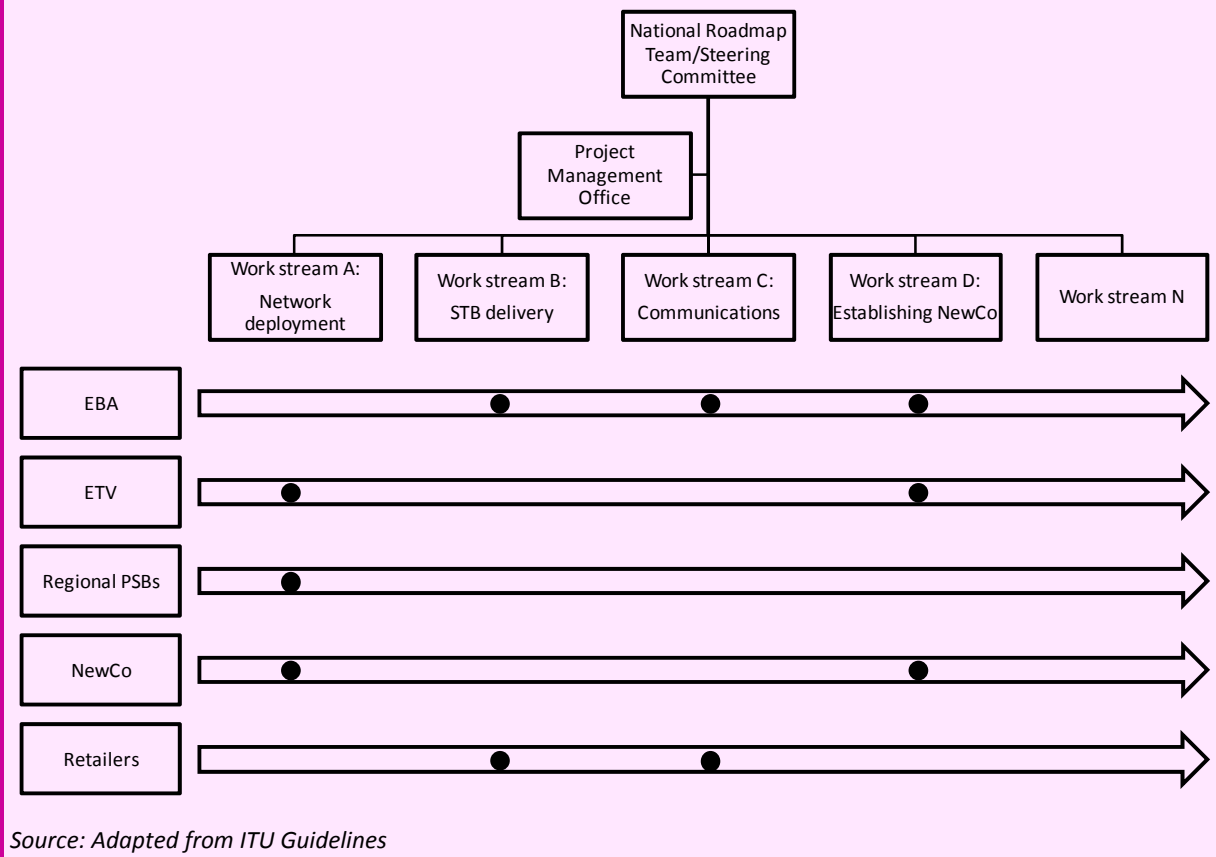 National Roadmap
Team/Steering
Committee
Project
Management
Office
Work stream A:
Network
deployment
Work stream B:
STB delivery
Work stream C:
Communications
Work stream D:
Establishing NewCo
Work stream N
EBA
ETV
Regional PSBs
NewCo
Retailers
Source: Adapted from ITU Guidelines